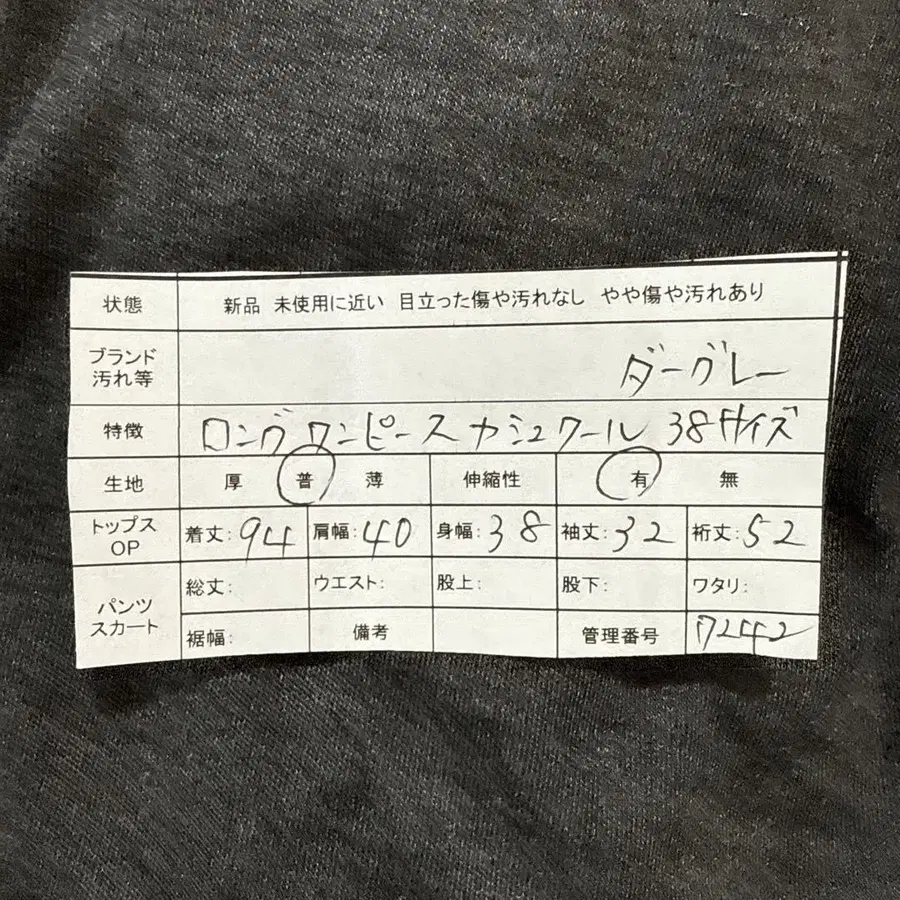 状態 新品 未使用に近い 目立った傷や汚れなし やや傷や汚れあり
ブランド
汚れ等 ダーグレー
特徴 ロングワンピース カシュクール 38サイズ
生地 厚 普 薄 伸縮性 有 無
トップス
OP 着丈:94 肩幅:40 身幅:38 袖丈:32 裄丈:52
パンツ
スカート 総丈: ウエスト: 股上: 股下: ワタリ:
裾幅: 備考 管理番号 7242